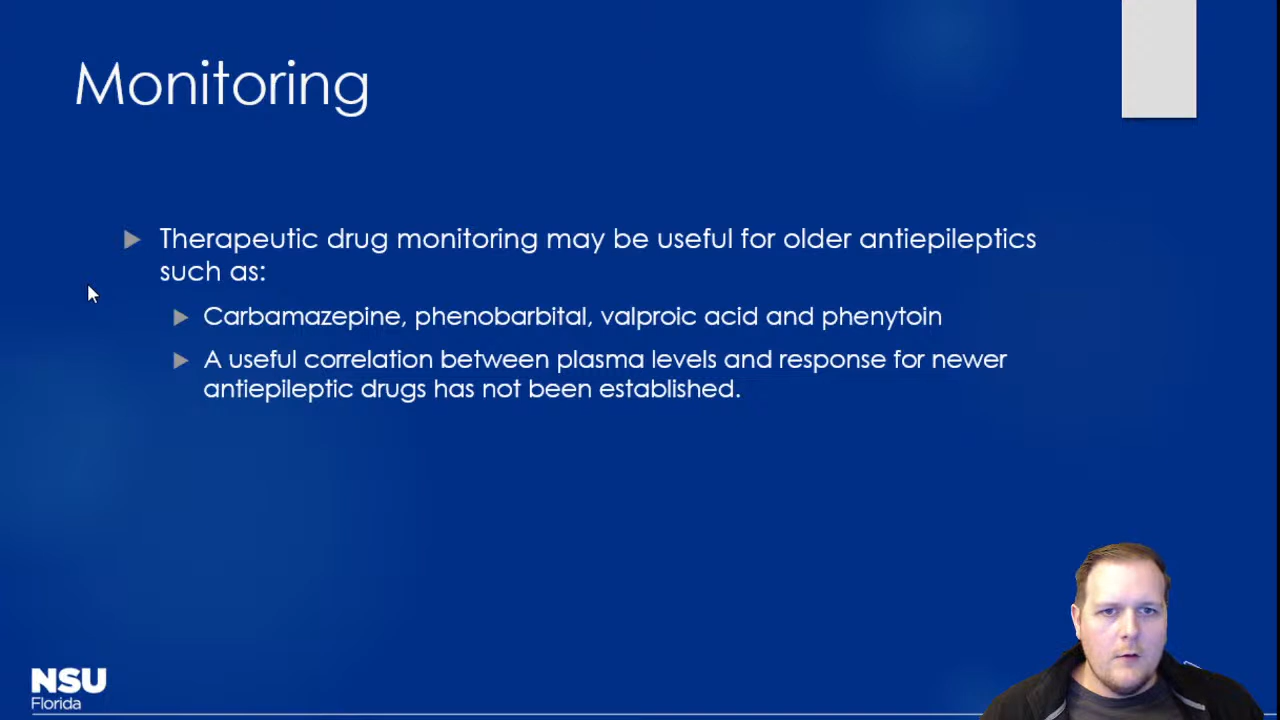 Monitoring
Therapeutic drug monitoring may be useful for older antiepileptics
such as:
Carbamazepine, phenobarbital, valproic acid and phenytoin
A useful correlation between plasma levels and response for newer
antiepileptic drugs has not been established.
NSU
Florida